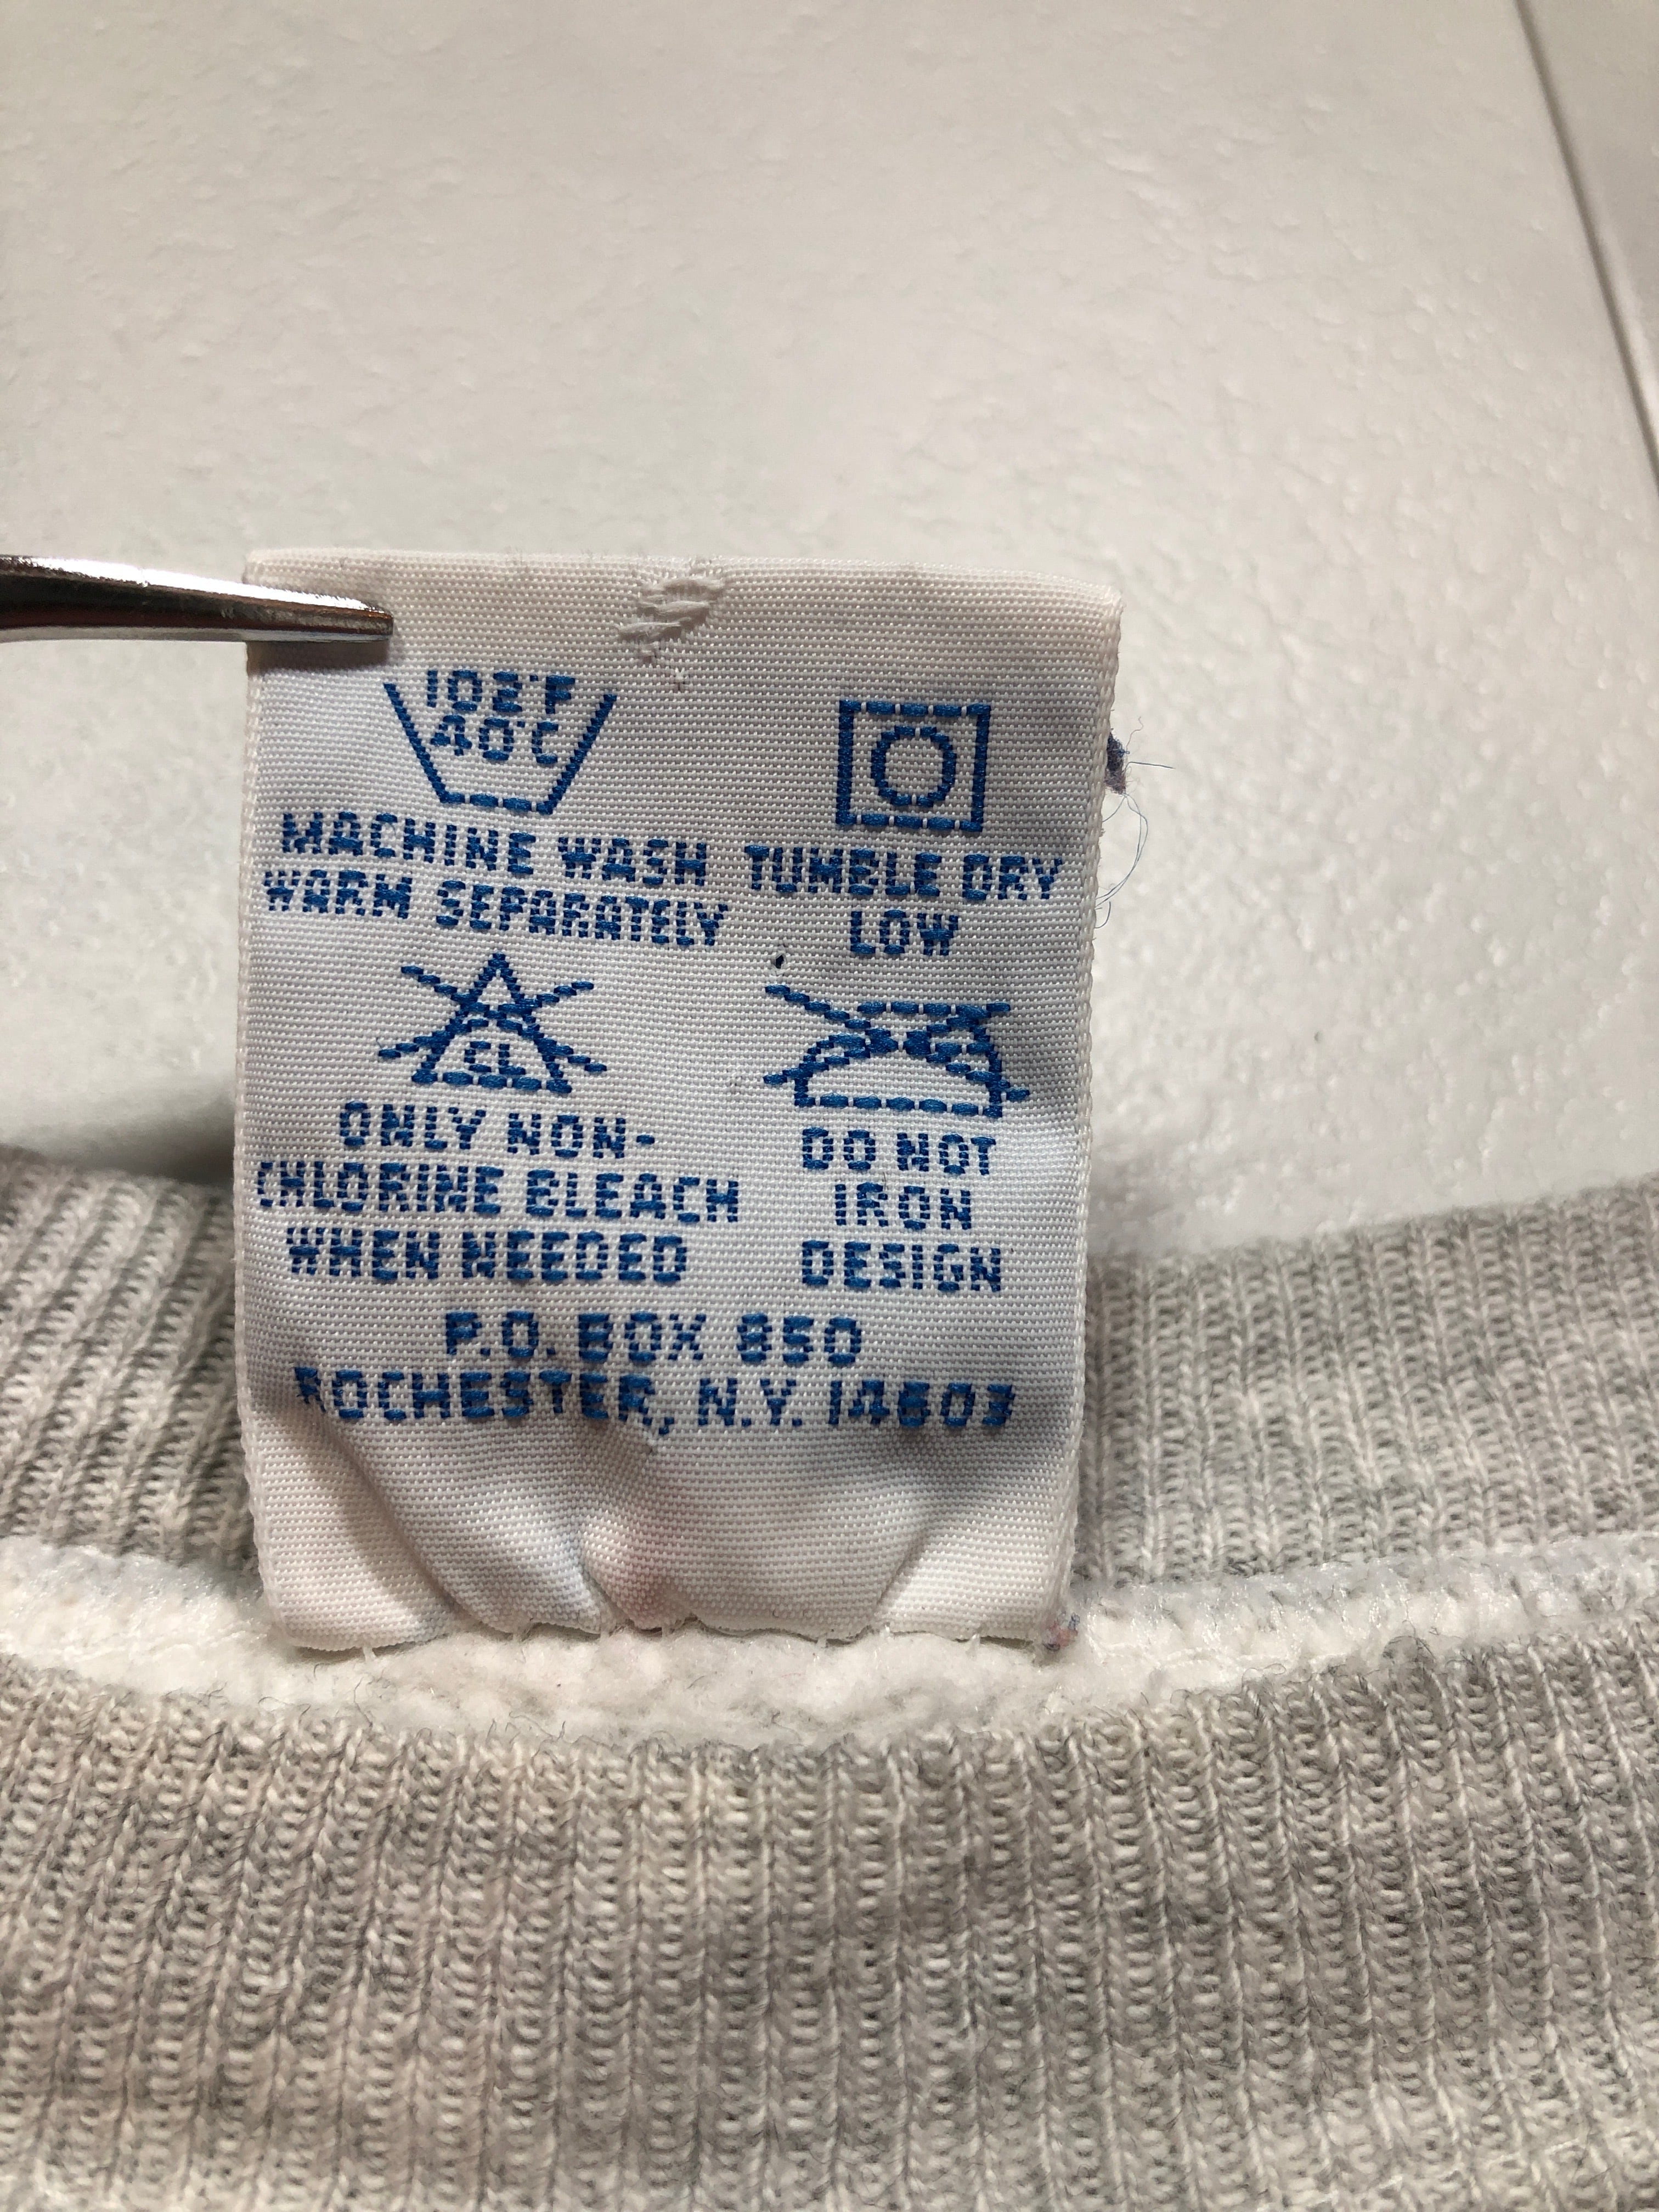 102°F
40°C
MACHINE WASH
WARM SEPARATELY
TUMBLE DRY
LOW
CL
ONLY NON-
CHLORINE BLEACH
WHEN NEEDED
DO NOT
IRON
DESIGN
P.O. BOX 850
ROCHESTER, N.Y. 14603